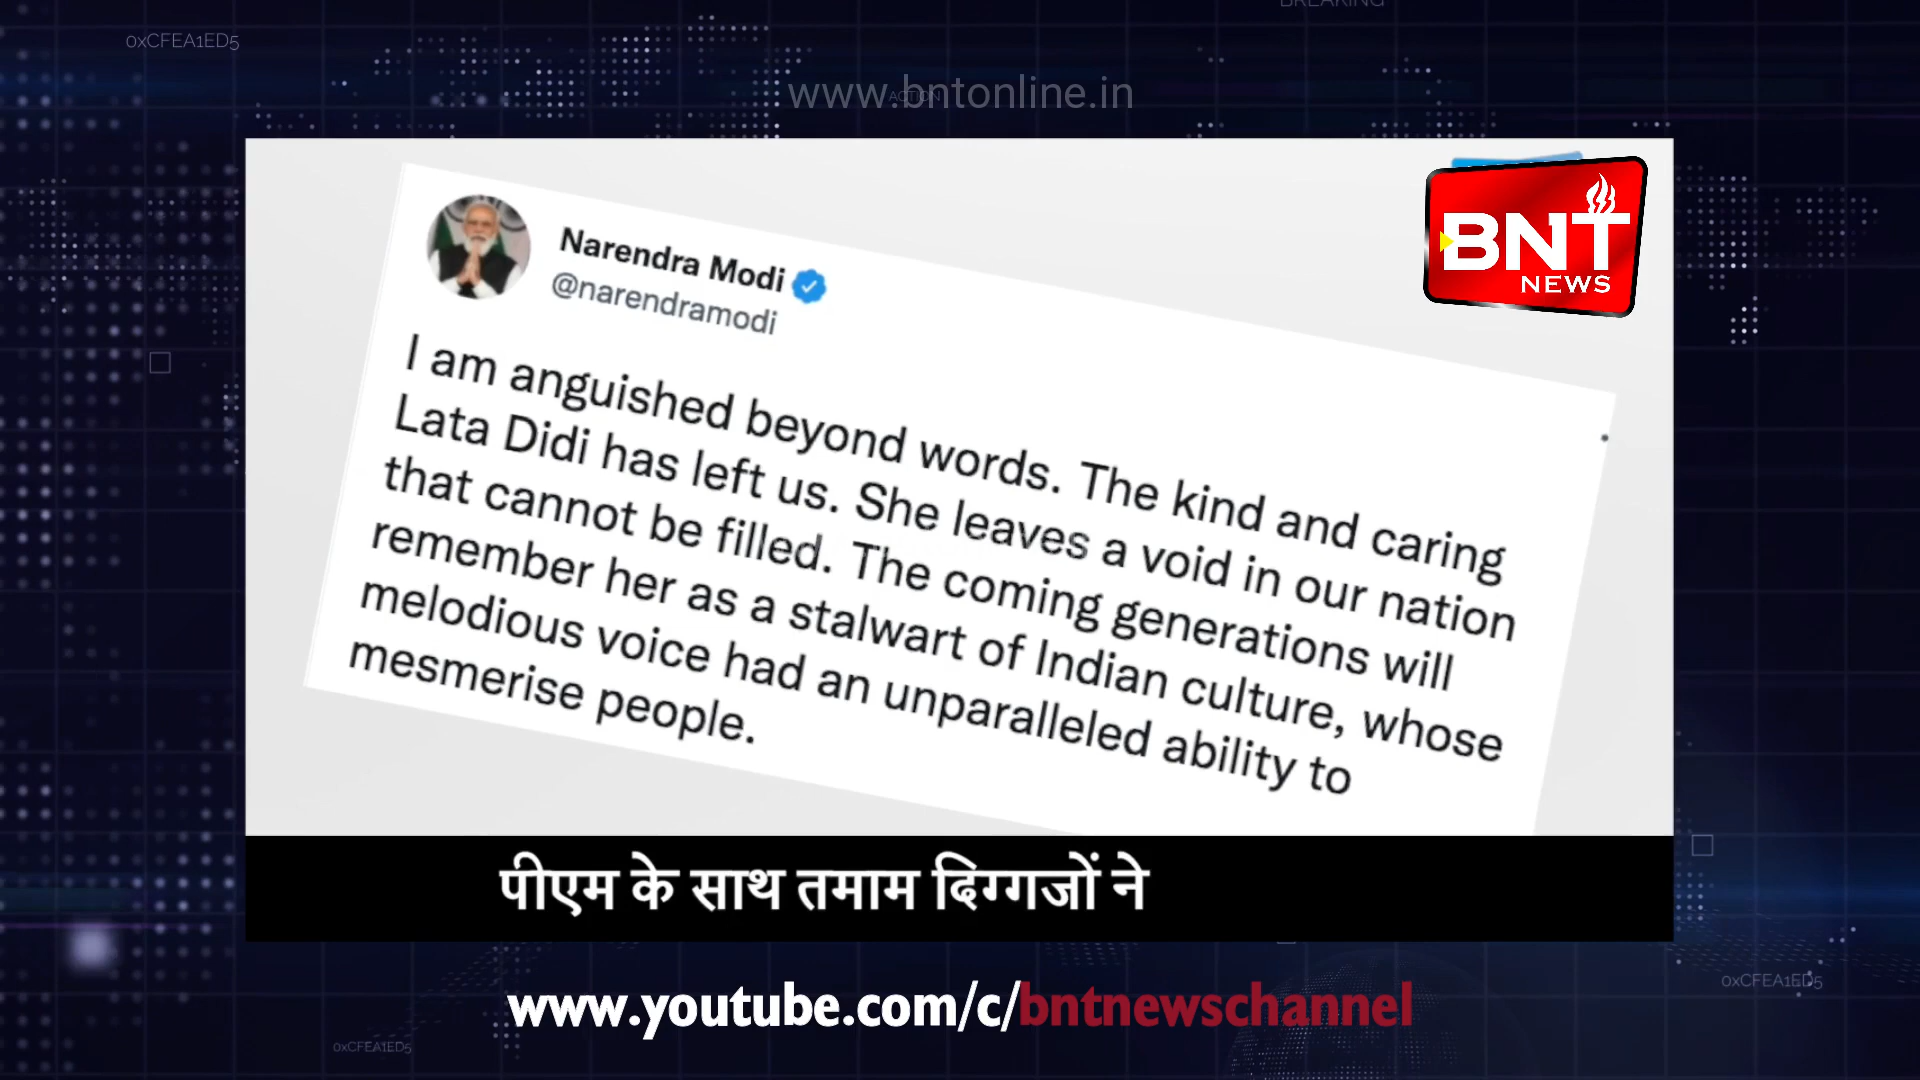 BREAKING
0xCFEA1ED5
www.bntonline.in
ACTION
BNT
NEWS
Narendra Modi
@narendramodi
I am anguished beyond words. The kind and caring
Lata Didi has left us. She leaves a void in our nation
that cannot be filled. The coming generations will
remember her as a stalwart of Indian culture, whose
melodious voice had an unparalleled ability to
mesmerise people.
पीएम के साथ तमाम दिग्गजों ने
0xCFEA1ED5
www.youtube.com/c/bntnewschannel
0xCFEA1ED5